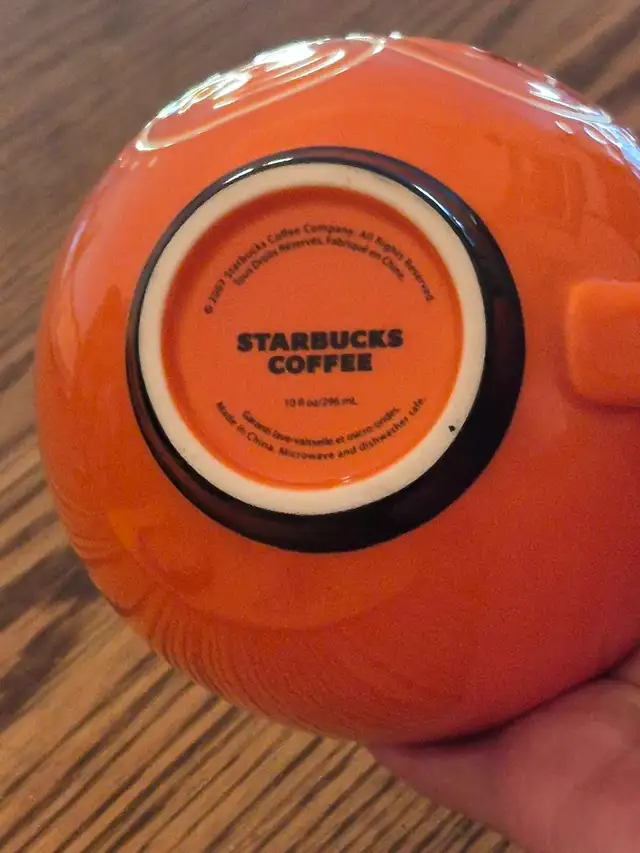 © 2007 Starbucks Coffee Company. All Rights Reserved.
Tous Droits Réservés. Fabriqué en Chine.
STARBUCKS
COFFEE
10 fl oz/296 mL
Garanti lave-vaisselle et micro-ondes.
Made in China. Microwave and dishwasher safe.